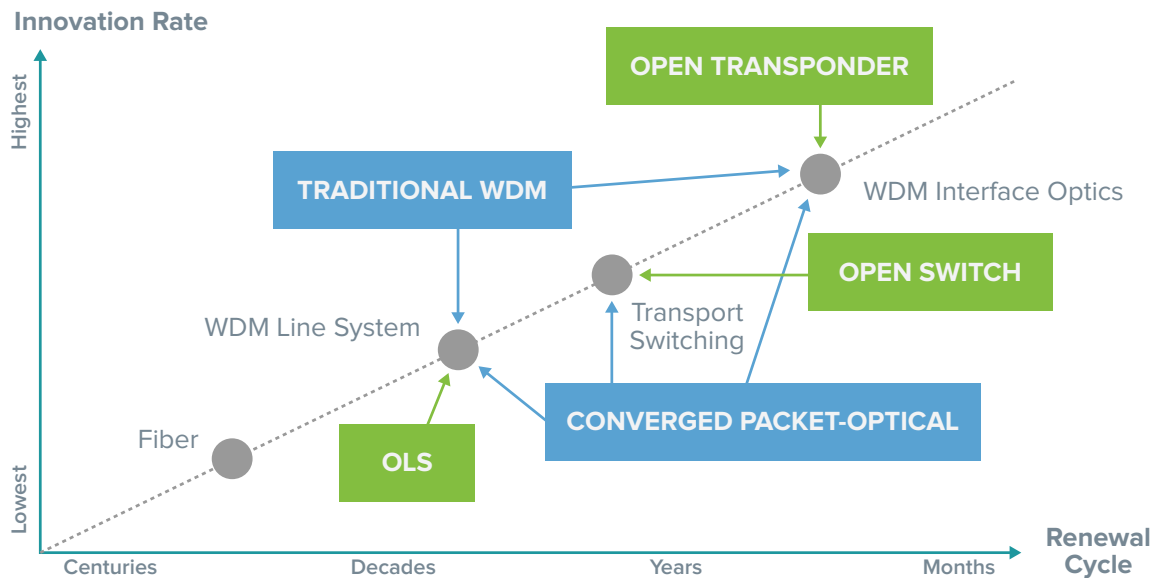 Innovation Rate
Highest
OPEN TRANSPONDER
TRADITIONAL WDM
WDM Interface Optics
OPEN SWITCH
WDM Line System
Transport
Switching
CONVERGED PACKET-OPTICAL
Fiber
OLS
Lowest
Centuries
Decades
Years
Months
Renewal
Cycle